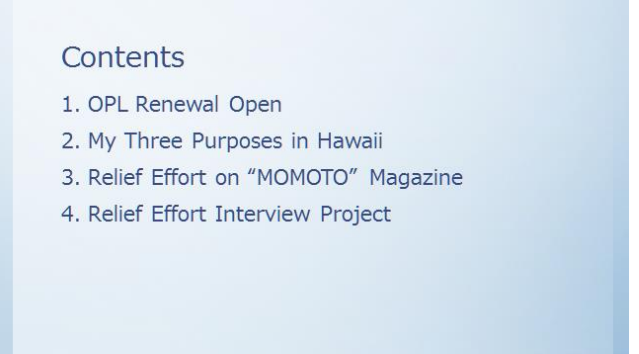 Contents
1. OPL Renewal Open
2. My Three Purposes in Hawaii
3. Relief Effort on “MOMOTO” Magazine
4. Relief Effort Interview Project